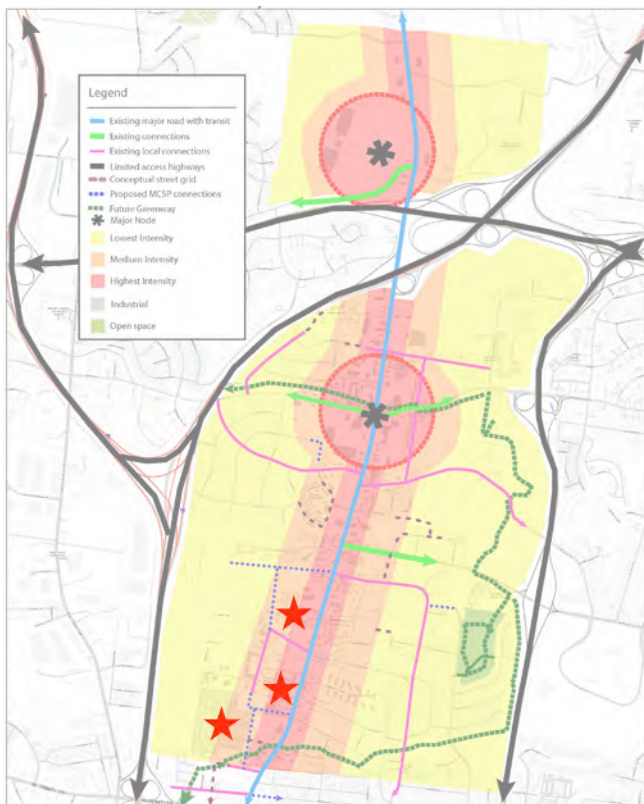 Legend
Existing major road with transit
Existing connections
Existing local connections
Limited access highways
Conceptual street grid
Proposed MCSP connections
Future Greenway
Major Node
Lowest Intensity
Medium Intensity
Highest Intensity
Industrial
Open space